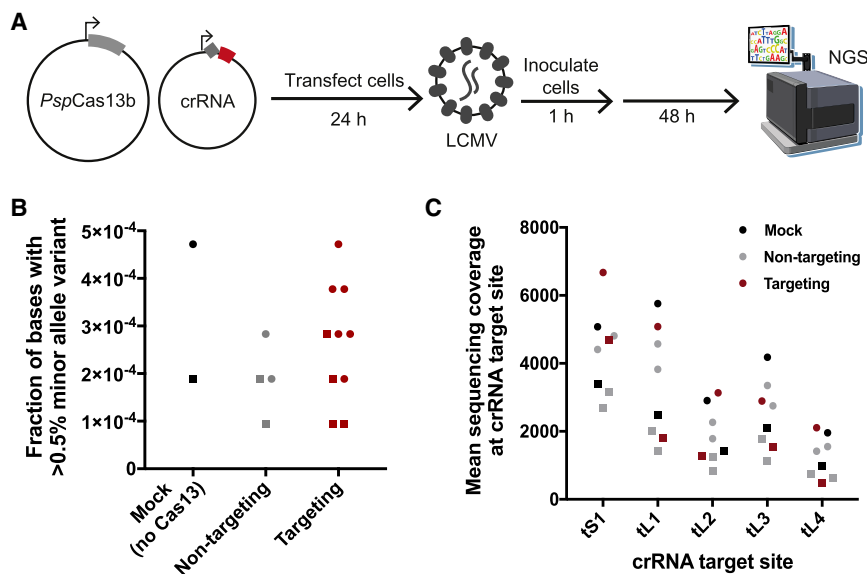 A
PspCas13b
crRNA
Transfect cells
24 h
LCMV
Inoculate
cells
1 h
48 h
NGS
B
Fraction of bases with
>0.5% minor allele variant
5×10⁻⁴
4×10⁻⁴
3×10⁻⁴
2×10⁻⁴
1×10⁻⁴
Mock
(no Cas13)
Non-targeting
Targeting
C
Mean sequencing coverage
at crRNA target site
8000
6000
4000
2000
0
Mock
Non-targeting
Targeting
tS1
tL1
tL2
tL3
tL4
crRNA target site